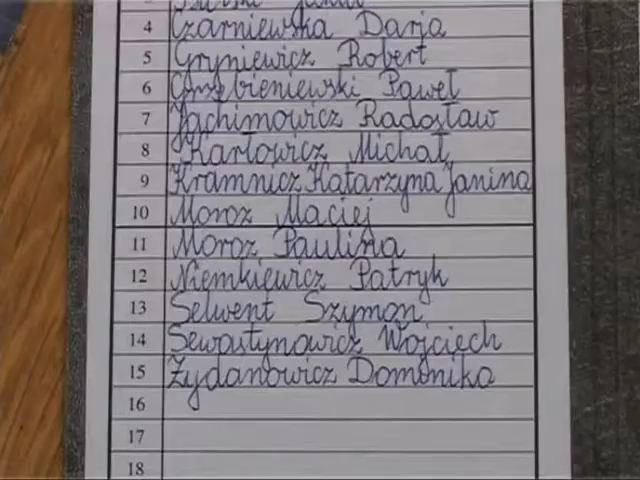 4 Czarniewska Daria
5 Gryniewicz Robert
6 Grzebieniewski Paweł
7 Jachimowicz Radosław
8 Karłowicz Michał
9 Kramnicz Katarzyna Janina
10 Moroz Maciej
11 Moroz Paulina
12 Niemkiewicz Patryk
13 Selwent Szymon
14 Sewastynowicz Wojciech
15 Żydanowicz Dominika
16
17
18